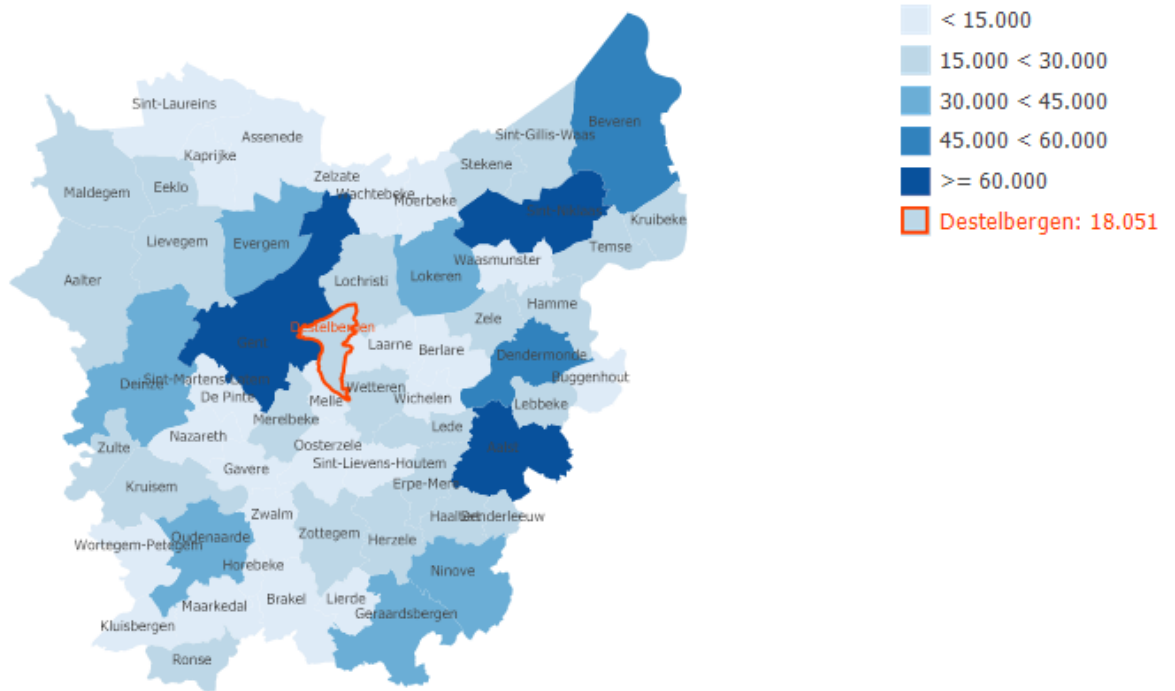 < 15.000
15.000 < 30.000
30.000 < 45.000
45.000 < 60.000
>= 60.000
Destelbergen: 18.051
Sint-Laureins
Assenede
Kaprijke
Beveren
Sint-Gillis-Waas
Stekene
Zelzate
Maldegem
Eeklo
Wachtebeke
Moerbeke
Kruibeke
Lievegem
Evergem
Temse
Waasmunster
Aalter
Lochristi
Lokeren
Hamme
Zele
Destelbergen
Laarne
Berlare
Dendermonde
Buggenhout
Deinze
De Pinte
Wetteren
Melle
Wichelen
Lebbeke
Merelbeke
Lede
Nazareth
Zulte
Oosterzele
Gavere
Sint-Lievens-Houtem
Kruisem
Zwalm
Zottegem
Herzele
Oudenaarde
Wortegem-Petegem
Horebeke
Ninove
Brakel
Lierde
Maarkedal
Geraardsbergen
Kluisbergen
Ronse